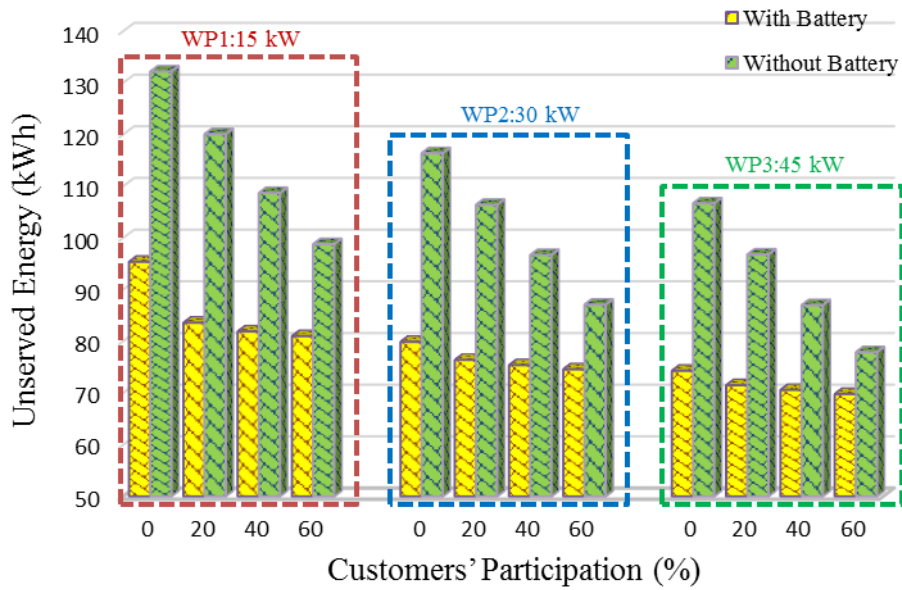 With Battery
Without Battery
WP1:15 kW
WP2:30 kW
WP3:45 kW
Unserved Energy (kWh)
140
130
120
110
100
90
80
70
60
50
0 20 40 60 0 20 40 60 0 20 40 60
Customers' Participation (%)